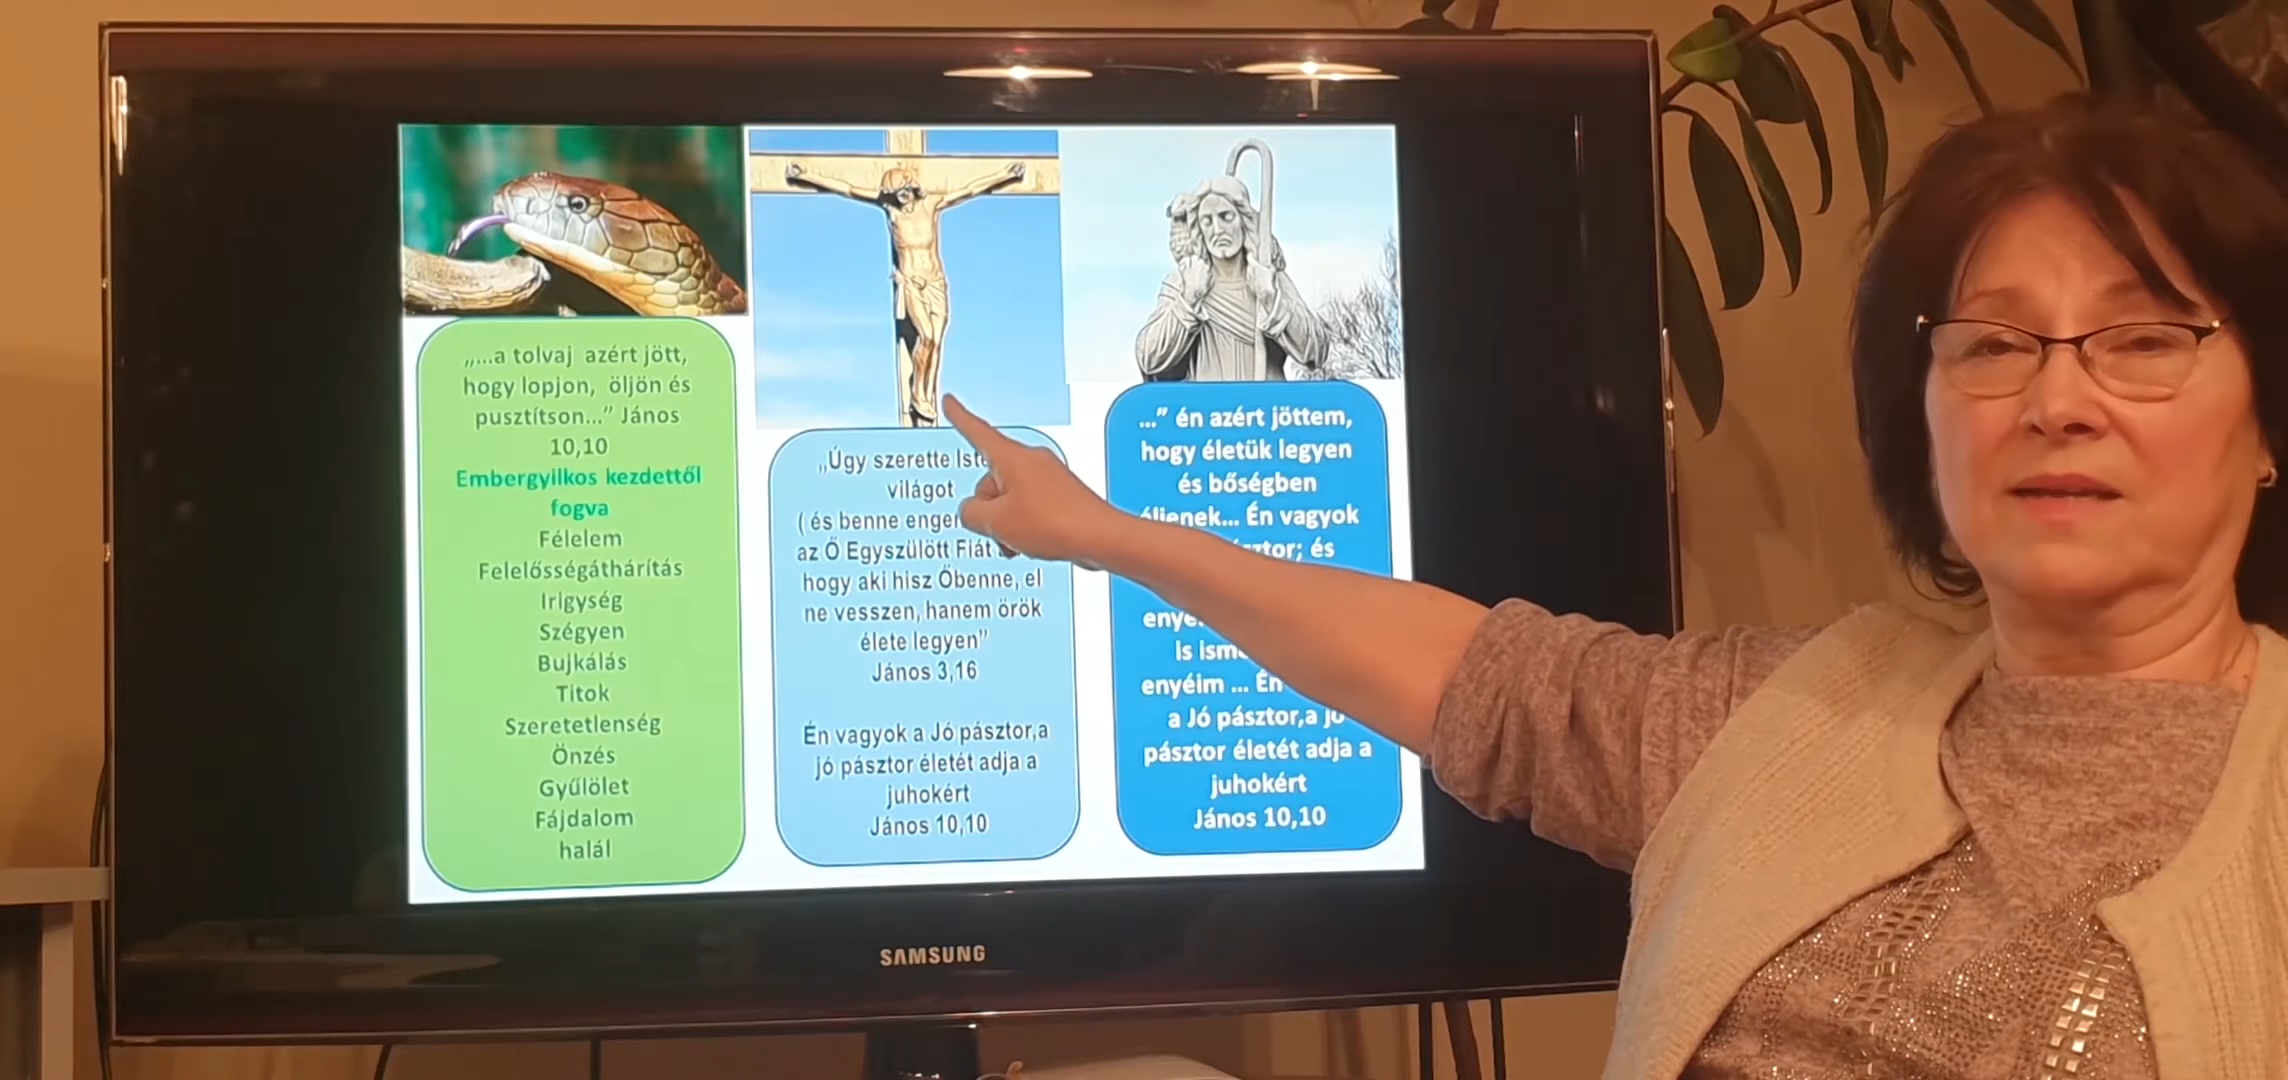 „...a tolvaj azért jött,
hogy lopjon, öljön és
pusztítson...” János
10,10
Embergyilkos kezdettől
fogva
Félelem
Felelősségáthárítás
Irigység
Szégyen
Bujkálás
Titok
Szeretetlenség
Önzés
Gyűlölet
Fájdalom
halál
„Úgy szerette
világot
( és benne
az Ő Egyszülött Fiát
hogy aki hisz Őbenne, el
ne vesszen, hanem örök
élete legyen”
János 3,16
Én vagyok a Jó pásztor,a
jó pásztor életét adja a
juhokért
János 10,10
...” én azért jöttem,
hogy életük legyen
és bőségben
éljenek... Én vagyok
és
is
enyéim ... Én
a Jó pásztor,a jó
pásztor életét adja a
juhokért
János 10,10
SAMSUNG